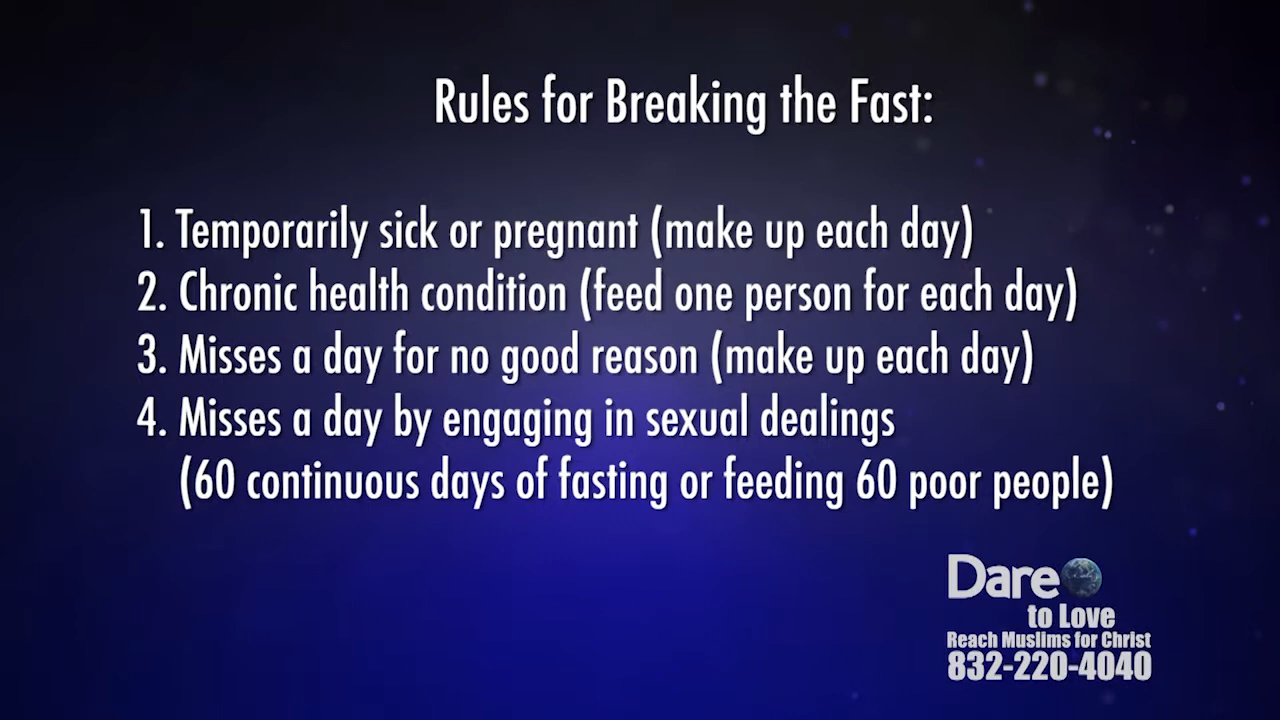 Rules for Breaking the Fast:
1. Temporarily sick or pregnant (make up each day)
2. Chronic health condition (feed one person for each day)
3. Misses a day for no good reason (make up each day)
4. Misses a day by engaging in sexual dealings
(60 continuous days of fasting or feeding 60 poor people)
Dare
to Love
Reach Muslims for Christ
832-220-4040